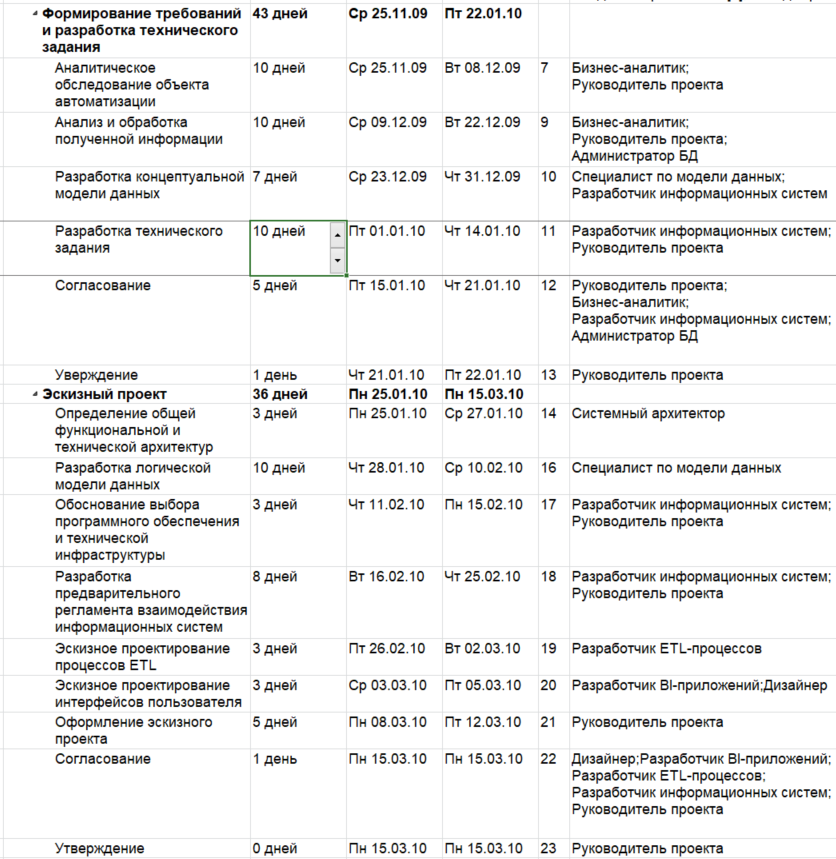 Формирование требований 43 дней Ср 25.11.09 Пт 22.01.10
и разработка технического
задания
Аналитическое 10 дней Ср 25.11.09 Вт 08.12.09 7 Бизнес-аналитик;
обследование объекта Руководитель проекта
автоматизации
Анализ и обработка 10 дней Ср 09.12.09 Вт 22.12.09 9 Бизнес-аналитик;
полученной информации Руководитель проекта;
Администратор БД
Разработка концептуальной 7 дней Ср 23.12.09 Чт 31.12.09 10 Специалист по модели данных;
модели данных Разработчик информационных систем
Разработка технического 10 дней Пт 01.01.10 Чт 14.01.10 11 Разработчик информационных систем;
задания Руководитель проекта
Согласование 5 дней Пт 15.01.10 Чт 21.01.10 12 Руководитель проекта;
Бизнес-аналитик;
Разработчик информационных систем;
Администратор БД
Уверждение 1 день Чт 21.01.10 Пт 22.01.10 13 Руководитель проекта
Эскизный проект 36 дней Пн 25.01.10 Пн 15.03.10
Определение общей 3 дней Пн 25.01.10 Ср 27.01.10 14 Системный архитектор
функциональной и
технической архитектур
Разработка логической 10 дней Чт 28.01.10 Ср 10.02.10 16 Специалист по модели данных
модели данных
Обоснование выбора 3 дней Чт 11.02.10 Пн 15.02.10 17 Разработчик информационных систем;
программного обеспечения Руководитель проекта
и технической
инфраструктуры
Разработка 8 дней Вт 16.02.10 Чт 25.02.10 18 Разработчик информационных систем;
предварительного Руководитель проекта
регламента взаимодействия
информационных систем
Эскизное проектирование 3 дней Пт 26.02.10 Вт 02.03.10 19 Разработчик ETL-процессов
процессов ETL
Эскизное проектирование 3 дней Ср 03.03.10 Пт 05.03.10 20 Разработчик BI-приложений;Дизайнер
интерфейсов пользователя
Оформление эскизного 5 дней Пн 08.03.10 Пт 12.03.10 21 Руководитель проекта
проекта
Согласование 1 день Пн 15.03.10 Пн 15.03.10 22 Дизайнер;Разработчик BI-приложений;
Разработчик ETL-процессов;
Разработчик информационных систем;
Руководитель проекта
Утверждение 0 дней Пн 15.03.10 Пн 15.03.10 23 Руководитель проекта